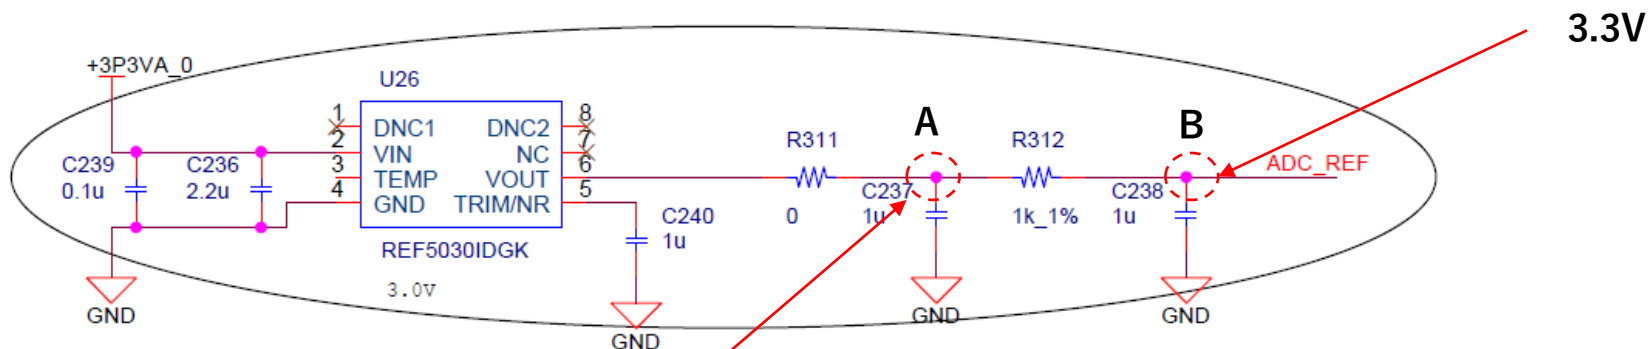 3.3V
+3P3VA_0
U26
1
DNC1
DNC2
8
2
VIN
NC
7
3
TEMP
VOUT
6
4
GND
TRIM/NR
5
REF5030IDGK
3.0V
C239
0.1u
C236
2.2u
GND
C240
1u
GND
R311
0
A
C237
1u
GND
R312
1k_1%
B
C238
1u
GND
ADC_REF